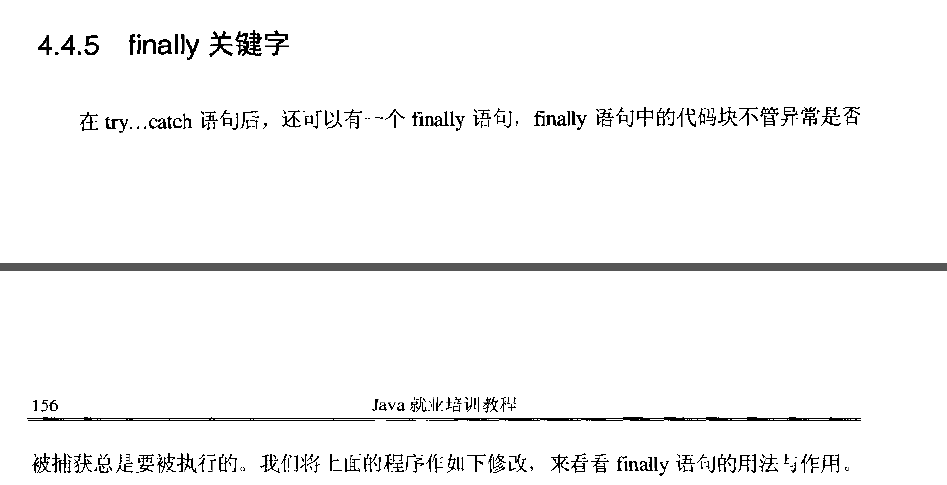 4.4.5 finally 关键字
在 try...catch 语句后，还可以有一个 finally 语句，finally 语句中的代码块不管异常是否
156 Java 就业培训教程
被捕获总是要被执行的。我们将上面的程序作如下修改，来看看 finally 语句的用法与作用。